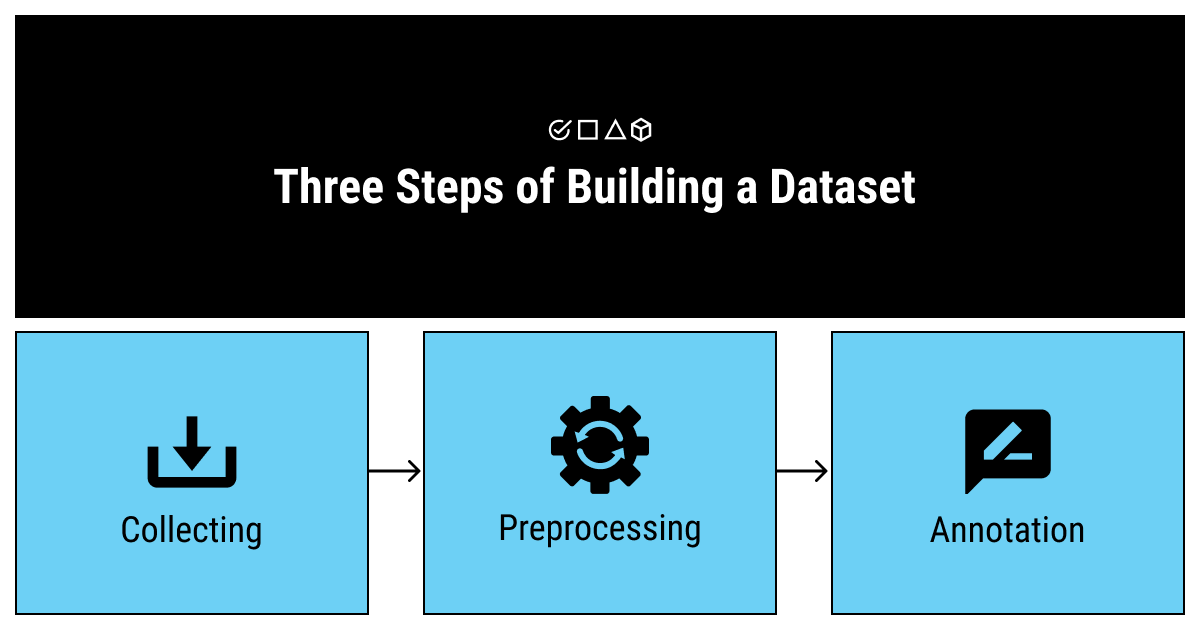 Three Steps of Building a Dataset
Collecting
Preprocessing
Annotation